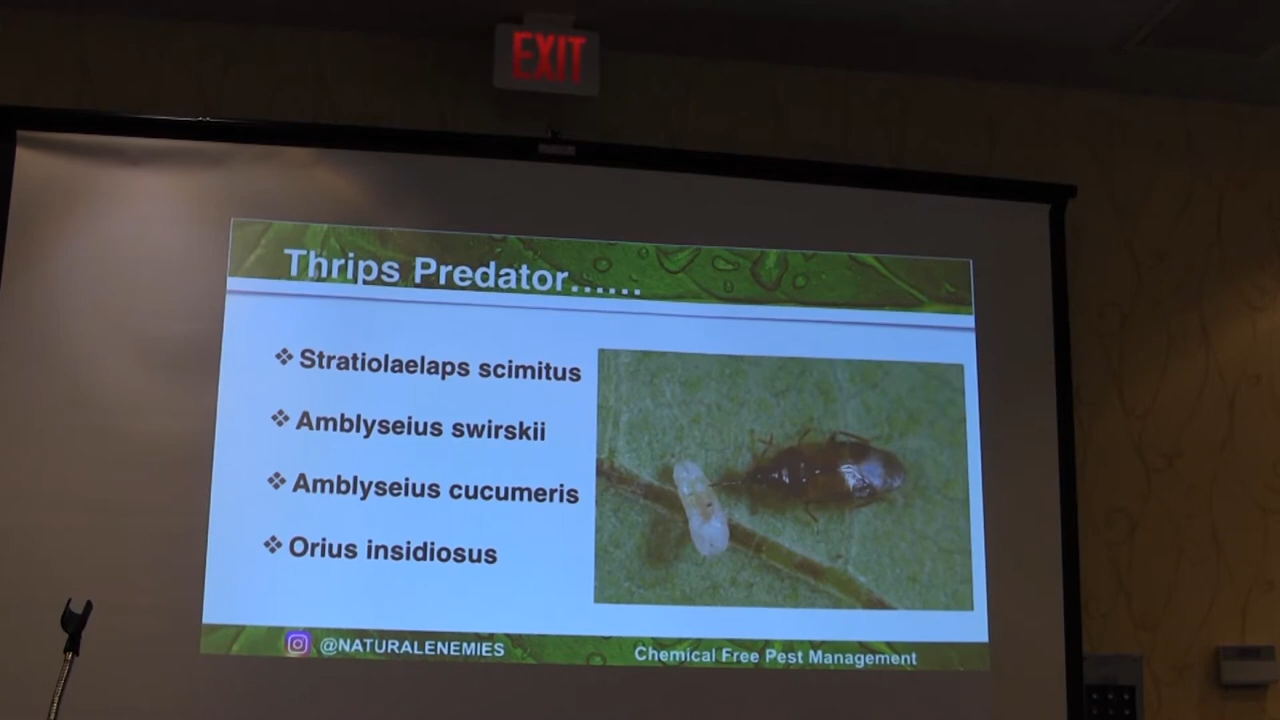 EXIT
Thrips Predator......
❖ Stratiolaelaps scimitus
❖ Amblyseius swirskii
❖ Amblyseius cucumeris
❖ Orius insidiosus
@NATURALENEMIES
Chemical Free Pest Management